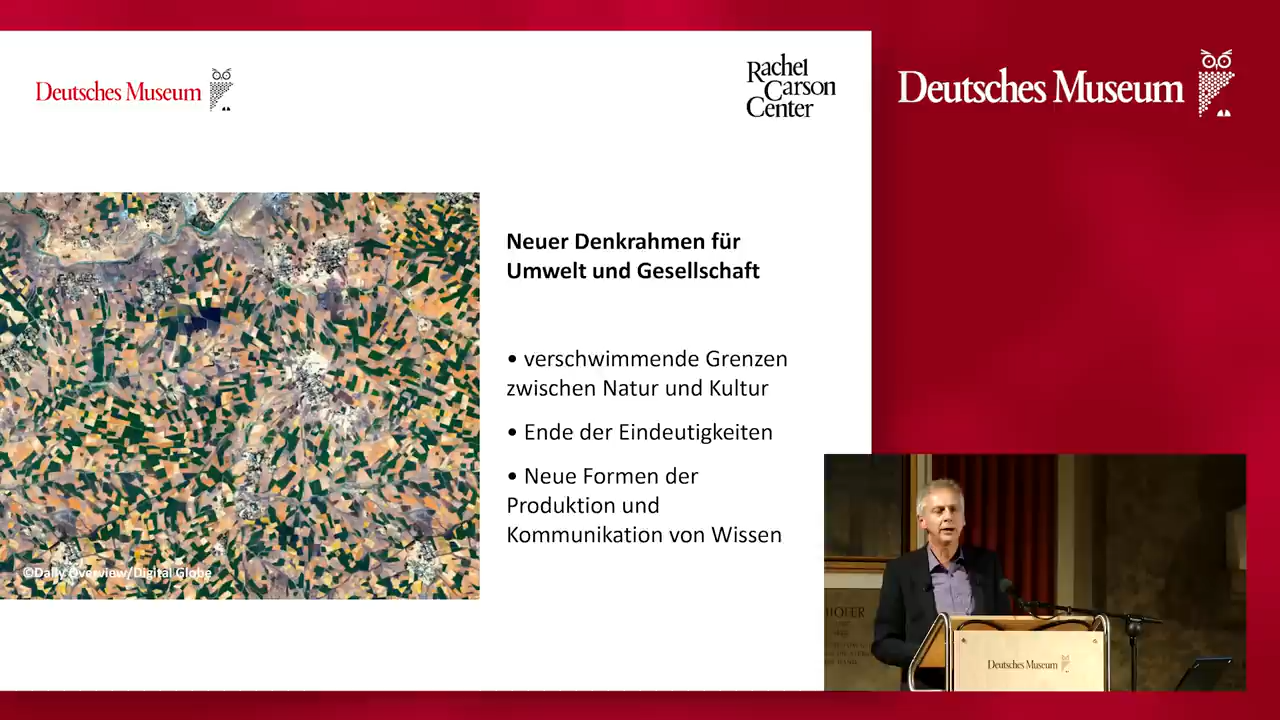 Deutsches Museum
Rachel
Carson
Center
Deutsches Museum
Neuer Denkrahmen für
Umwelt und Gesellschaft
• verschwimmende Grenzen
zwischen Natur und Kultur
• Ende der Eindeutigkeiten
• Neue Formen der
Produktion und
Kommunikation von Wissen
©Daily Overview/Digital Globe
Deutsches Museum